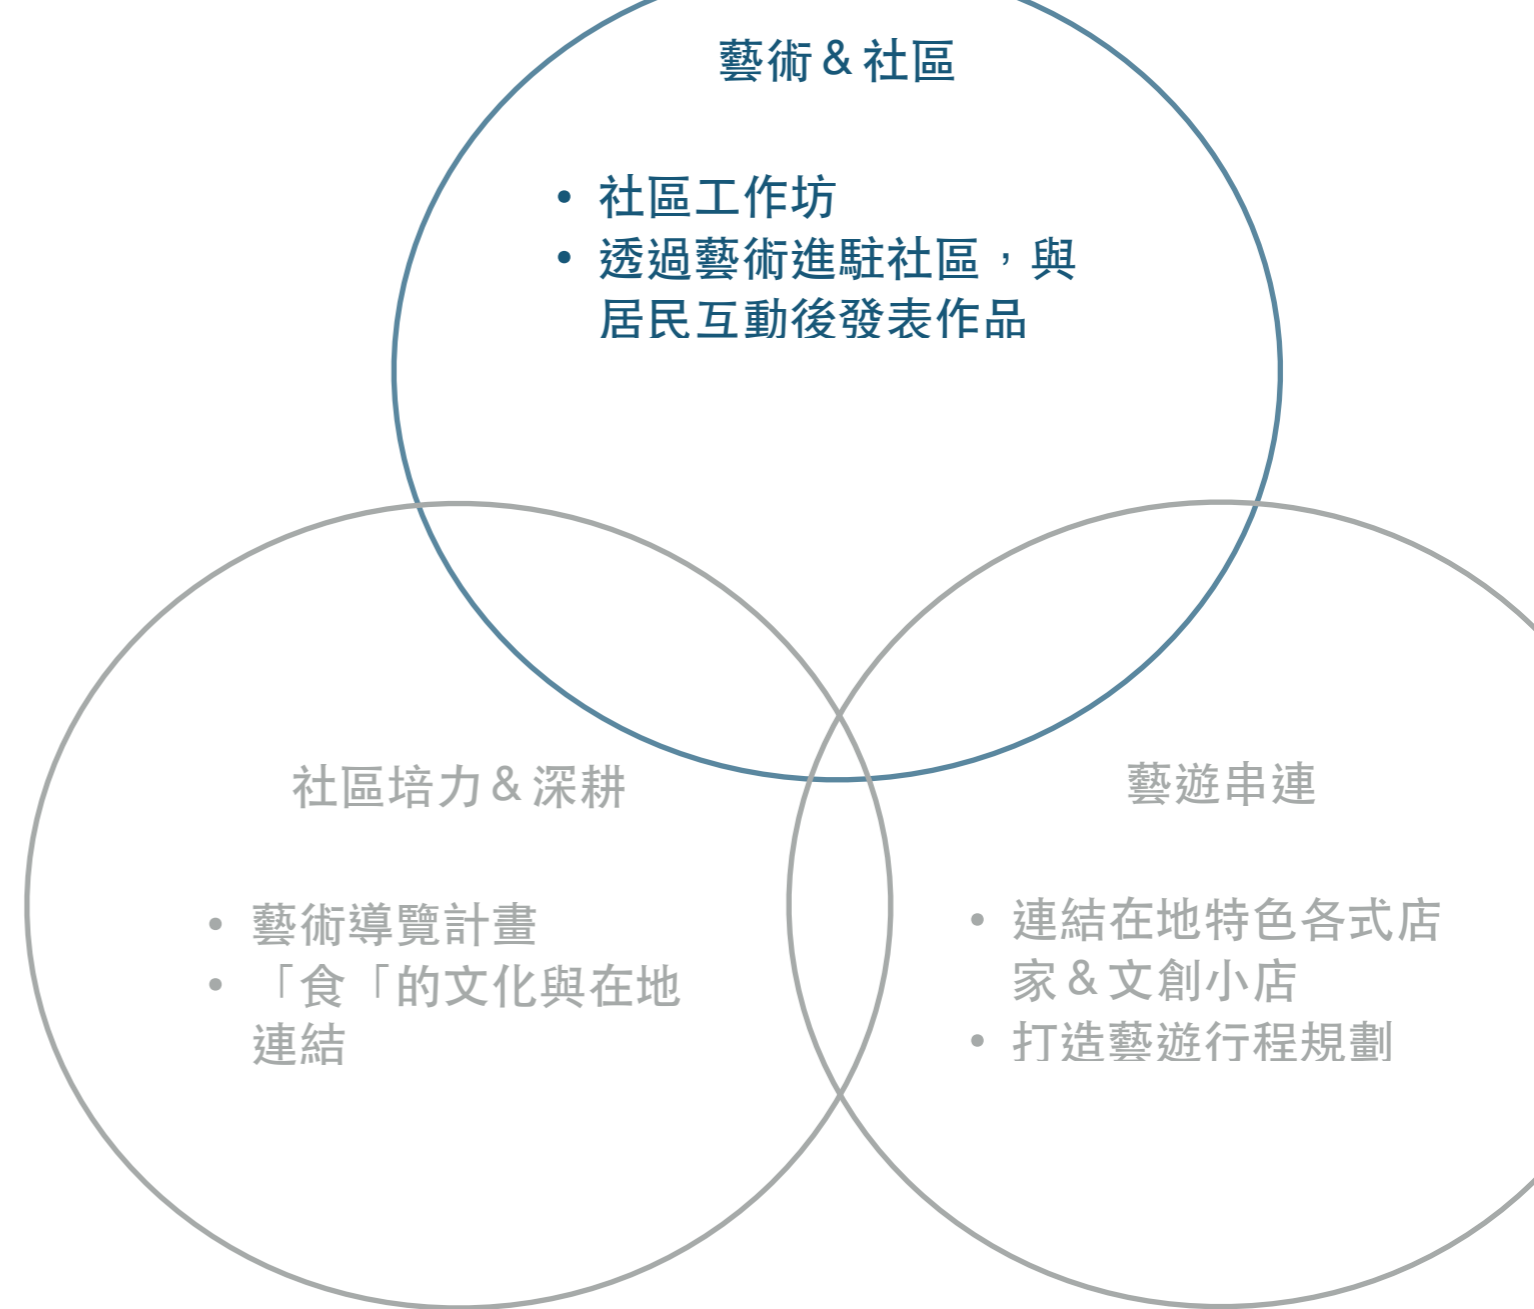 藝術＆社區
• 社區工作坊
• 透過藝術進駐社區，與
居民互動後發表作品
社區培力＆深耕
• 藝術導覽計畫
• 「食「的文化與在地
連結
藝遊串連
• 連結在地特色各式店
家＆文創小店
• 打造藝遊行程規劃